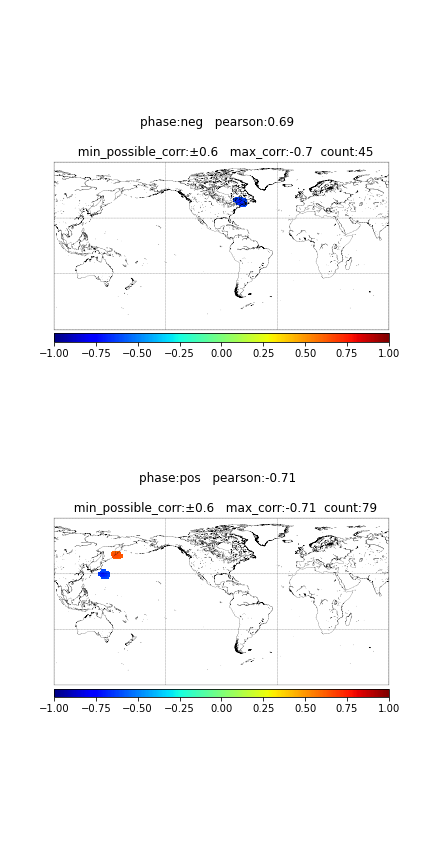 phase:neg   pearson:0.69
min_possible_corr:±0.6   max_corr:-0.7  count:45
−1.00 −0.75 −0.50 −0.25 0.00 0.25 0.50 0.75 1.00
phase:pos   pearson:-0.71
min_possible_corr:±0.6   max_corr:-0.71  count:79
−1.00 −0.75 −0.50 −0.25 0.00 0.25 0.50 0.75 1.00